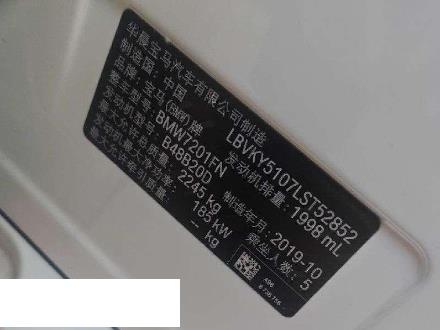 华晨宝马汽车有限公司制造
制造国：中国
LBVKY5107LST52852
品牌：宝马(BMW)牌
发动机排量：1998 mL
整车型号：BMW7201FN
制造年月：2019-10
发动机型号：B48B20D
乘坐人数：5
最大允许总质量：2245 kg
发动机最大净功率：185 kW
最大允许牵引质量：— kg
A96